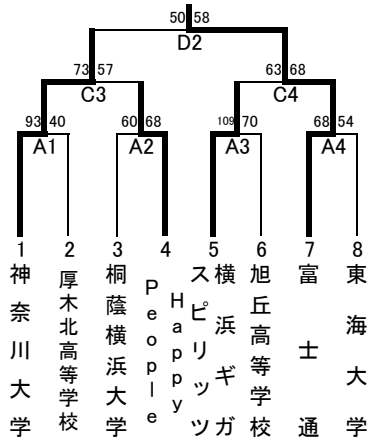 50 58
D2
73 57 63 68
C3 C4
93 40 60 68 109 70 68 54
A1 A2 A3 A4
1 2 3 4 5 6 7 8
神奈川大学
厚木北高等学校
桐蔭横浜大学
Happy
People
横浜ギガ
スピリッツ
旭丘高等学校
富士通
東海大学